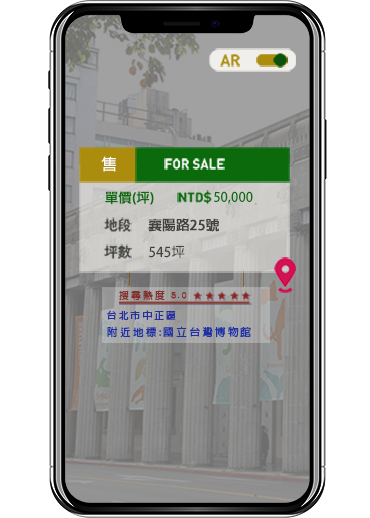 AR
售 FOR SALE
單價(坪) NTD$50,000
地段 襄陽路25號
坪數 545坪
搜尋熱度 5.0 ★★★★★
台北市中正區
附近地標:國立台灣博物館